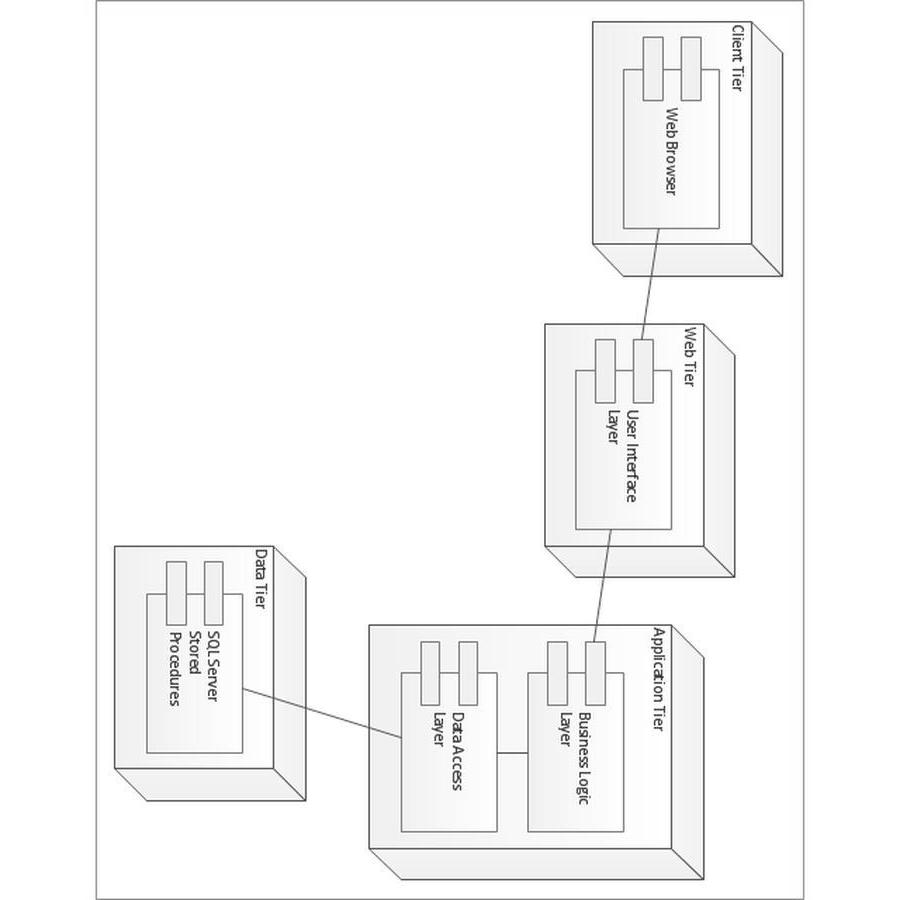 Client Tier
Web Browser
Web Tier
User Interface
Layer
Application Tier
Business Logic
Layer
Data Access
Layer
Data Tier
SQL Server
Stored
Procedures